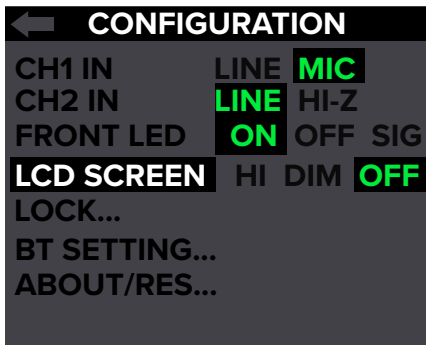 CONFIGURATION
CH1 IN LINE MIC
CH2 IN LINE HI-Z
FRONT LED ON OFF SIG
LCD SCREEN HI DIM OFF
LOCK...
BT SETTING...
ABOUT/RES...